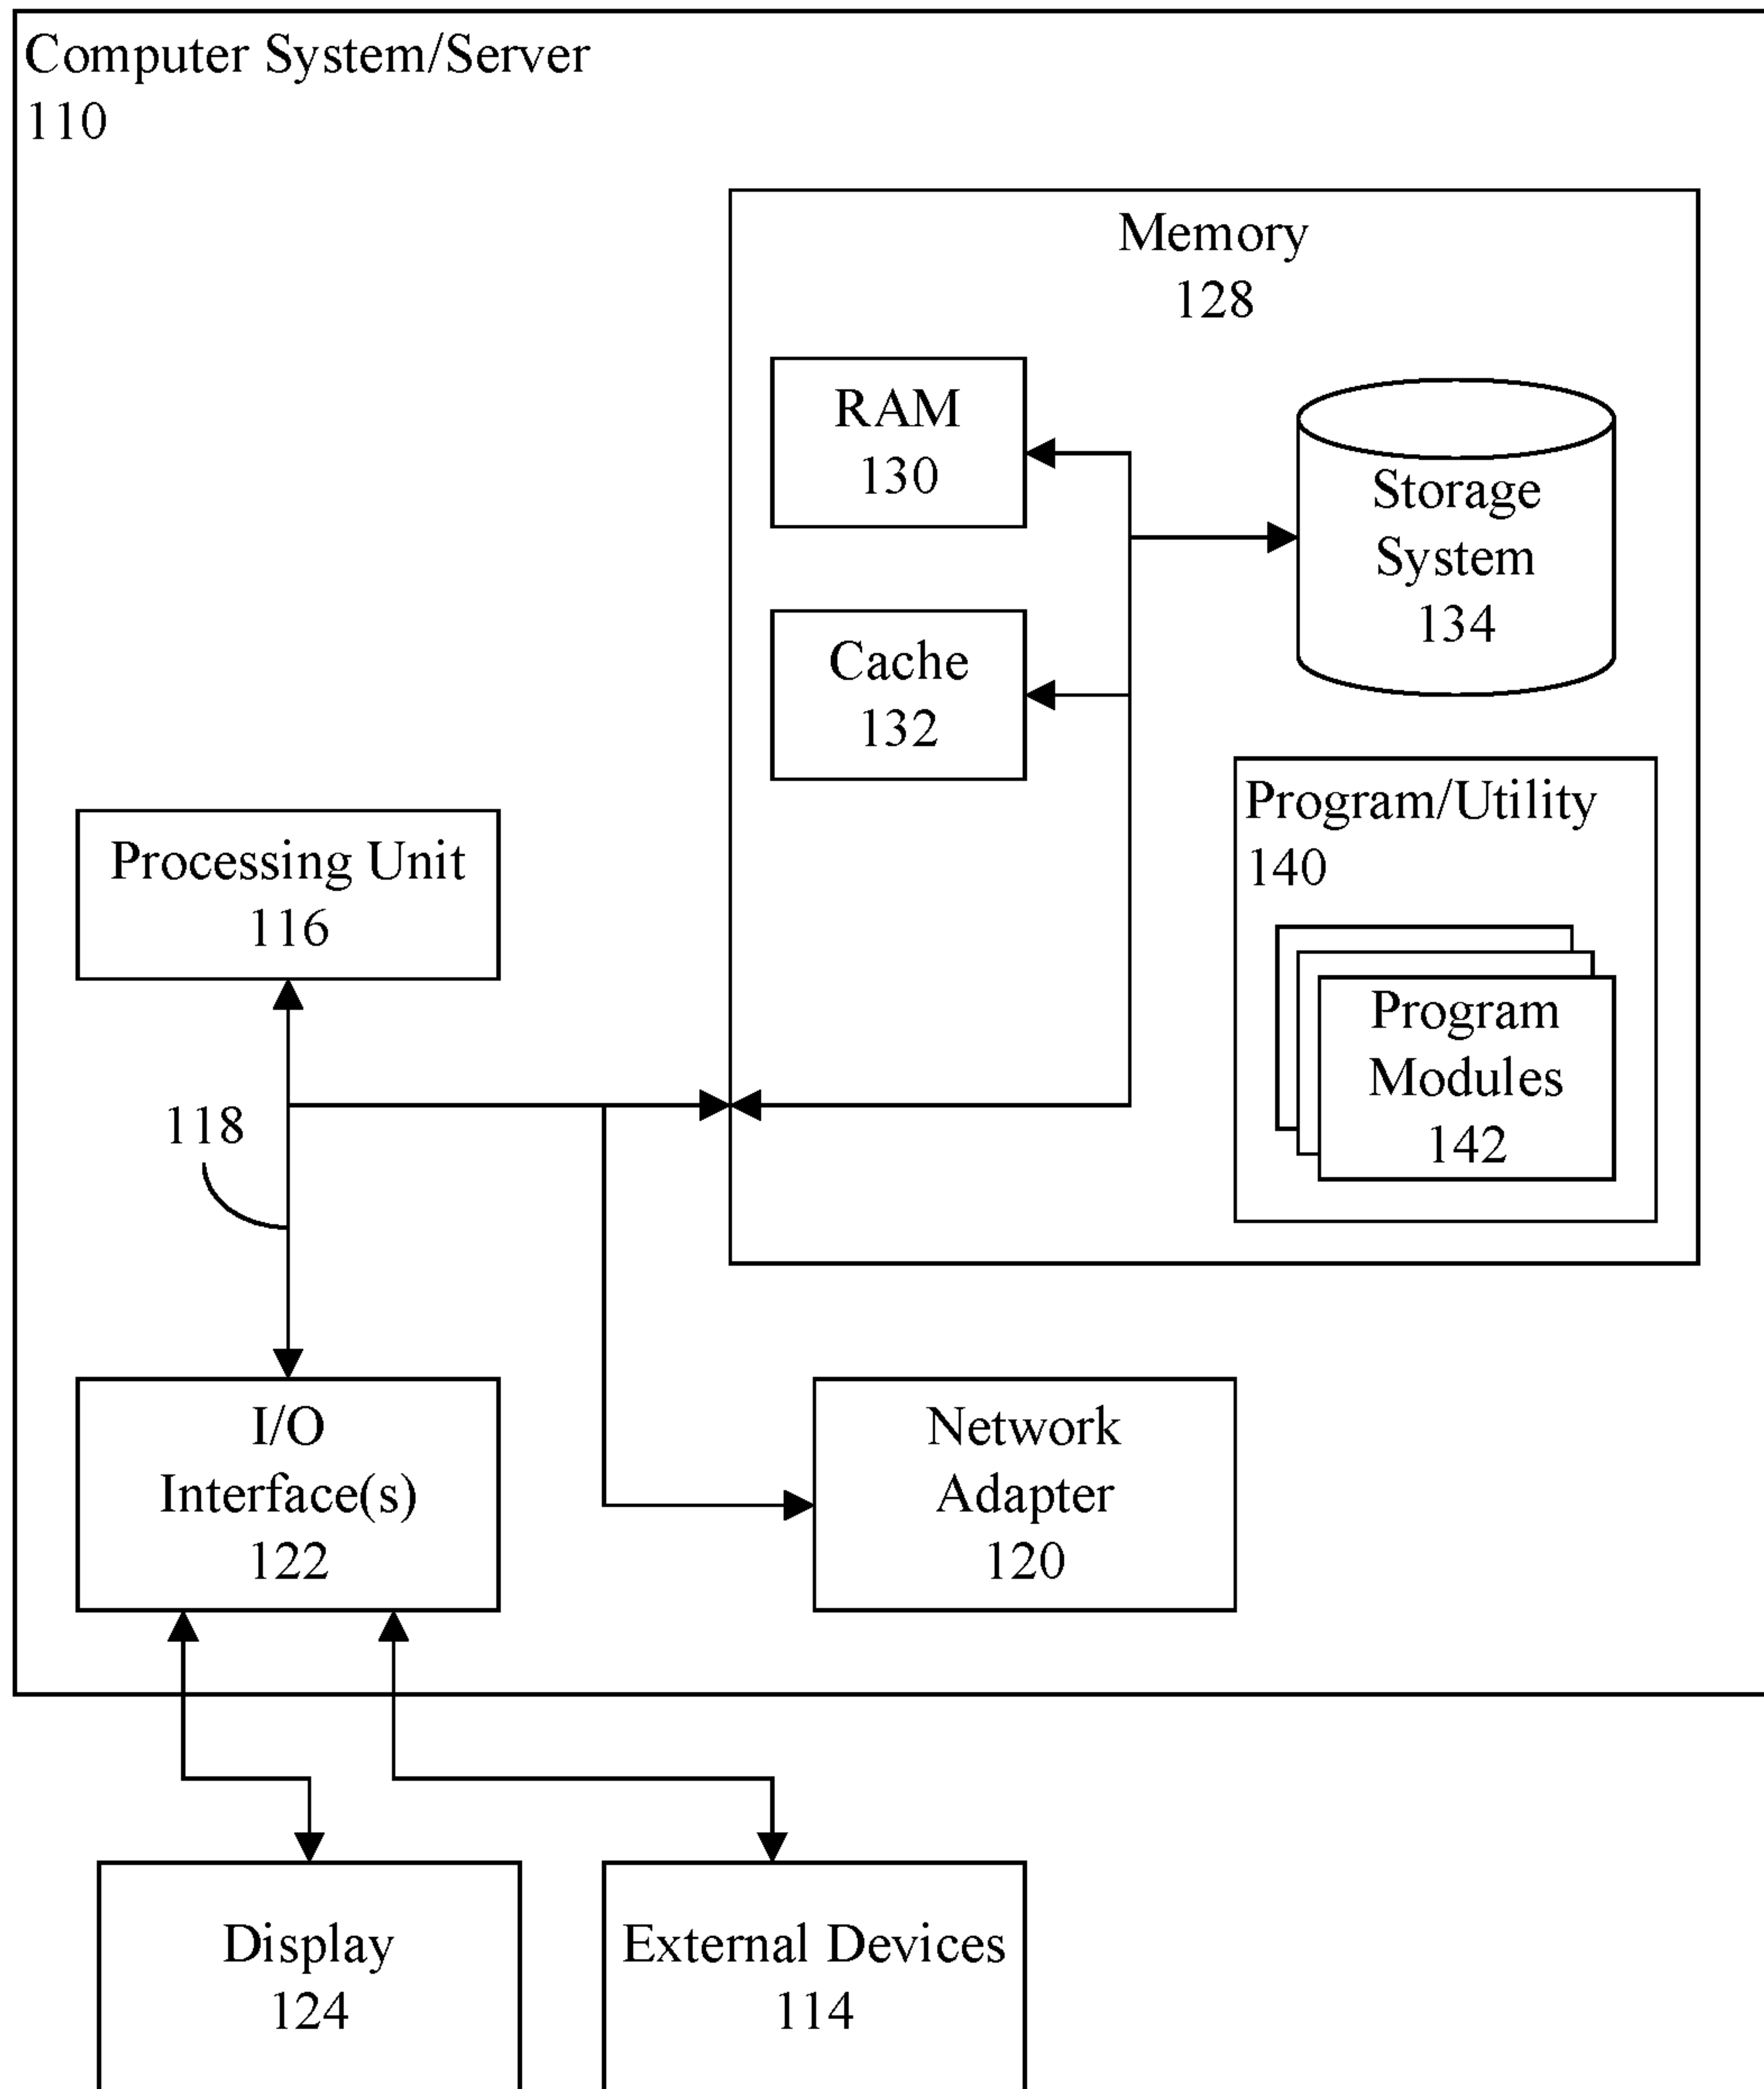 Computer System/Server
110
Memory
128
RAM
130
Storage
System
134
Cache
132
Program/Utility
140
Program
Modules
142
Processing Unit
116
118
I/O
Interface(s)
122
Network
Adapter
120
Display
124
External Devices
114